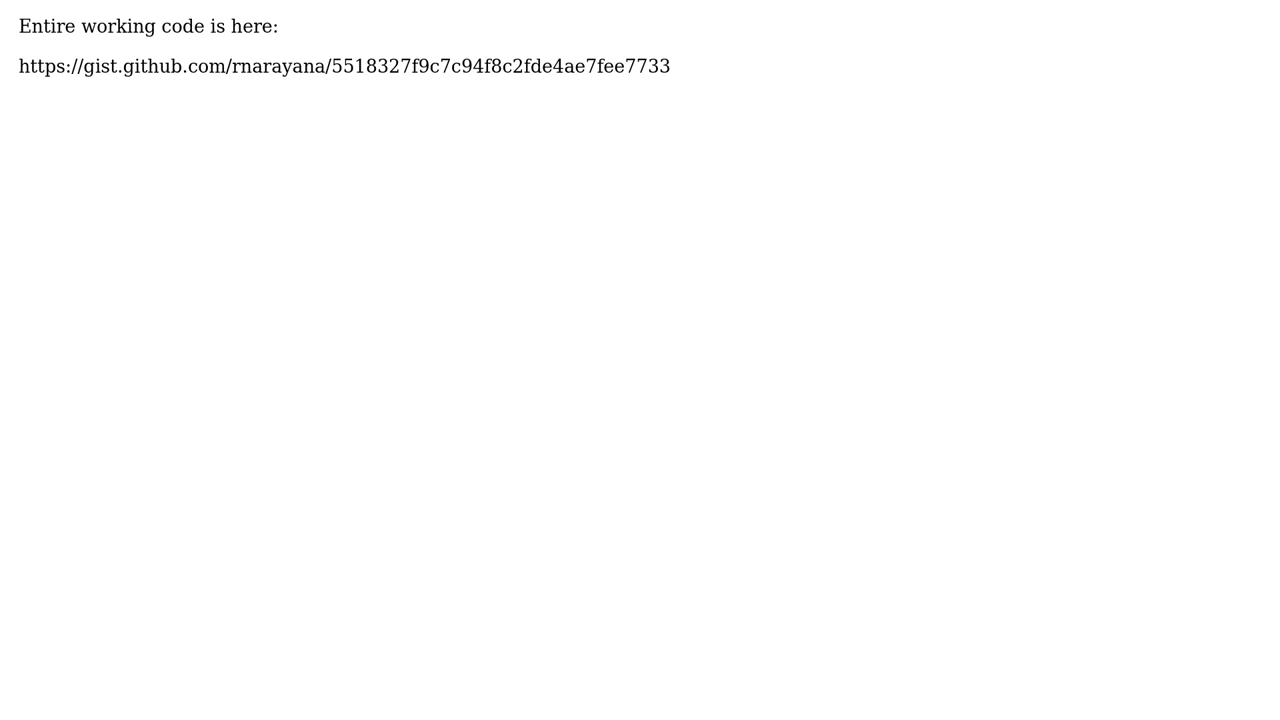 Entire working code is here:
https://gist.github.com/rnarayana/5518327f9c7c94f8c2fde4ae7fee7733